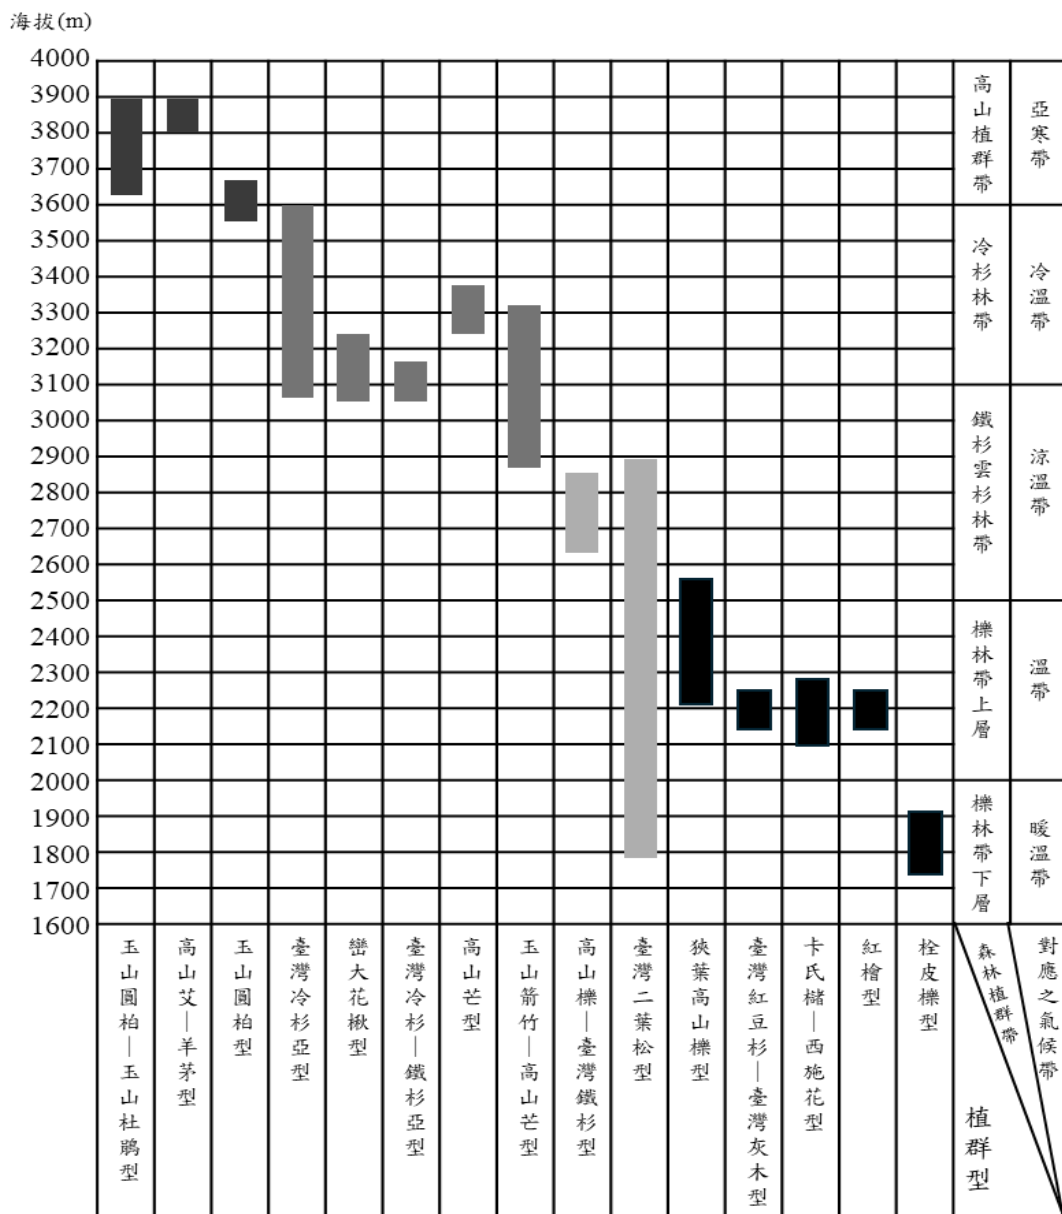 海拔(m)
4000
3900
3800
3700
3600
3500
3400
3300
3200
3100
3000
2900
2800
2700
2600
2500
2400
2300
2200
2100
2000
1900
1800
1700
1600
高山植群帶
亞寒帶
冷杉林帶
冷溫帶
鐵杉雲杉林帶
涼溫帶
櫟林帶上層
溫帶
櫟林帶下層
暖溫帶
玉山圓柏—玉山杜鵑型
高山艾—羊茅型
玉山圓柏型
臺灣冷杉亞型
巒大花楸型
臺灣冷杉—鐵杉亞型
高山芒型
玉山箭竹—高山芒型
高山櫟—臺灣鐵杉型
臺灣二葉松型
狹葉高山櫟型
臺灣紅豆杉—臺灣灰木型
卡氏櫧—西施花型
紅檜型
栓皮櫟型
植群型
森林植群帶
對應之氣候帶